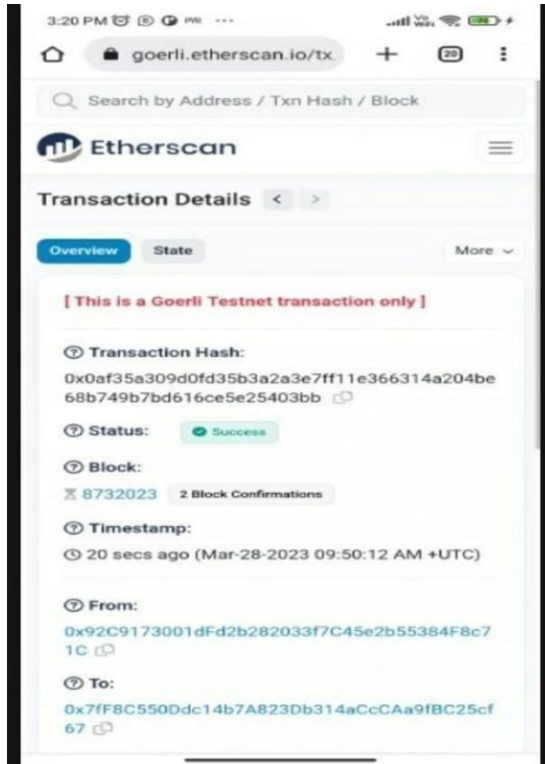 3:20 PM
goerli.etherscan.io/tx
20
Search by Address / Txn Hash / Block
Etherscan
Transaction Details < >
Overview State More
[ This is a Goerli Testnet transaction only ]
Transaction Hash:
0x0af35a309d0fd35b3a2a3e7ff11e366314a204be
68b749b7bd616ce5e25403bb
Status: Success
Block:
8732023 2 Block Confirmations
Timestamp:
20 secs ago (Mar-28-2023 09:50:12 AM +UTC)
From:
0x92C9173001dFd2b282033f7C45e2b55384F8c7
1C
To:
0x7fF8C550Ddc14b7A823Db314aCcCAa9fBC25cf
67